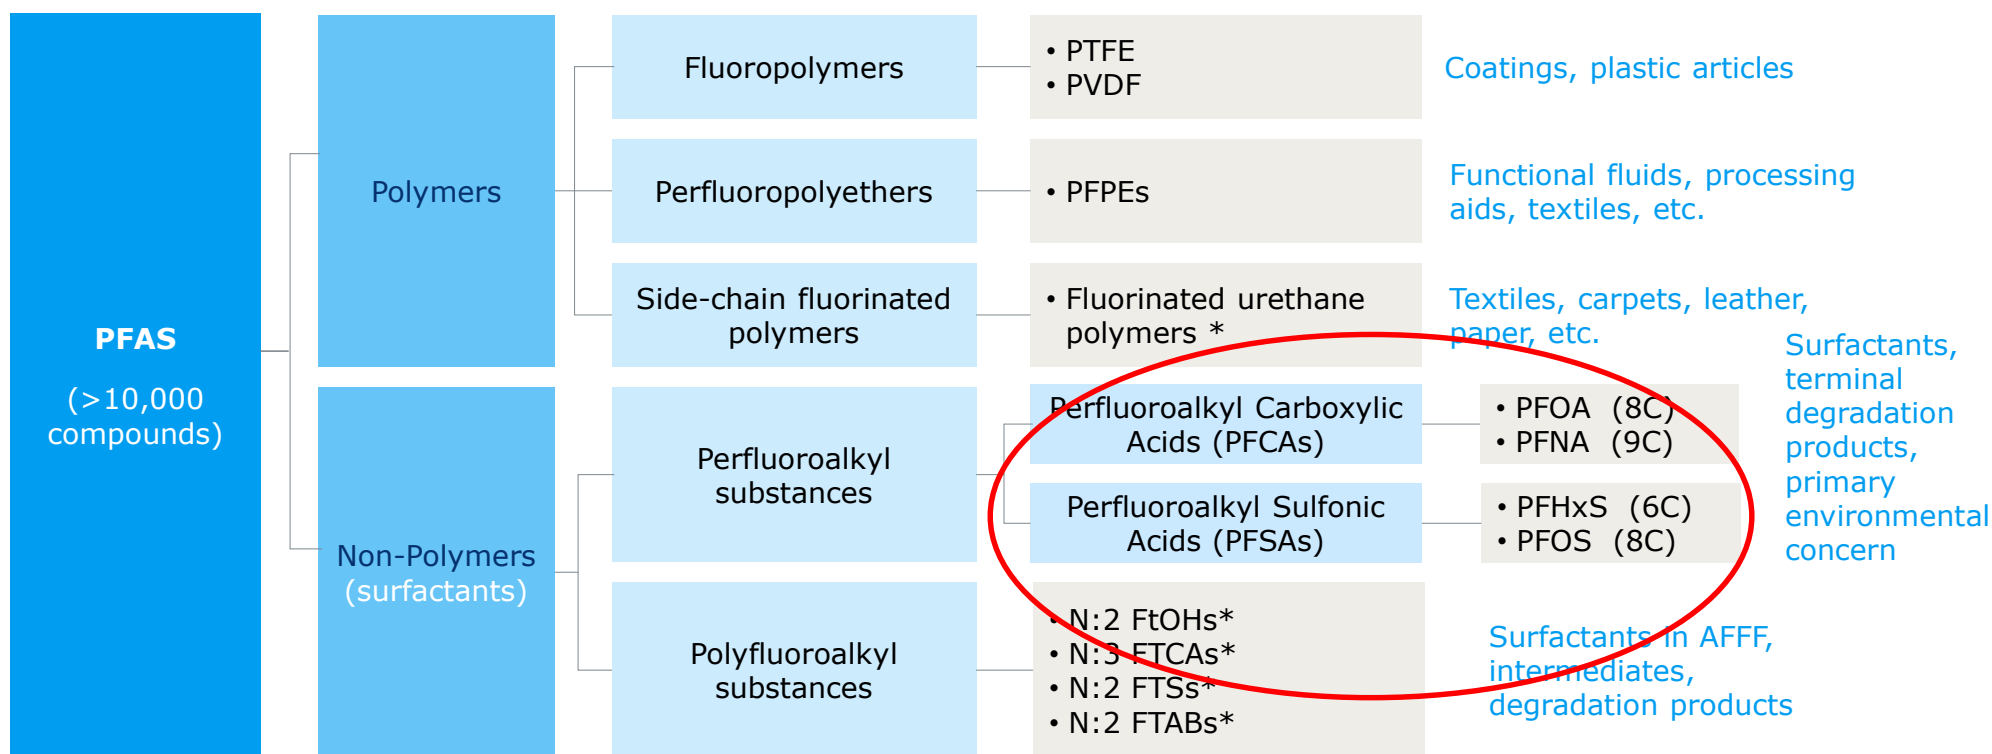 PFAS
(>10,000
compounds)
Polymers
Non-Polymers
(surfactants)
Fluoropolymers
• PTFE
• PVDF
Coatings, plastic articles
Perfluoropolyethers
• PFPEs
Functional fluids, processing
aids, textiles, etc.
Side-chain fluorinated
polymers
• Fluorinated urethane
polymers *
Textiles, carpets, leather,
paper, etc.
Perfluoroalkyl
substances
Perfluoroalkyl Carboxylic
Acids (PFCAs)
• PFOA (8C)
• PFNA (9C)
Perfluoroalkyl Sulfonic
Acids (PFSAs)
• PFHxS (6C)
• PFOS (8C)
Surfactants,
terminal
degradation
products,
primary
environmental
concern
Polyfluoroalkyl
substances
• N:2 FtOHs*
• N:3 FTCAs*
• N:2 FTSs*
• N:2 FTABs*
Surfactants in AFFF,
intermediates,
degradation products